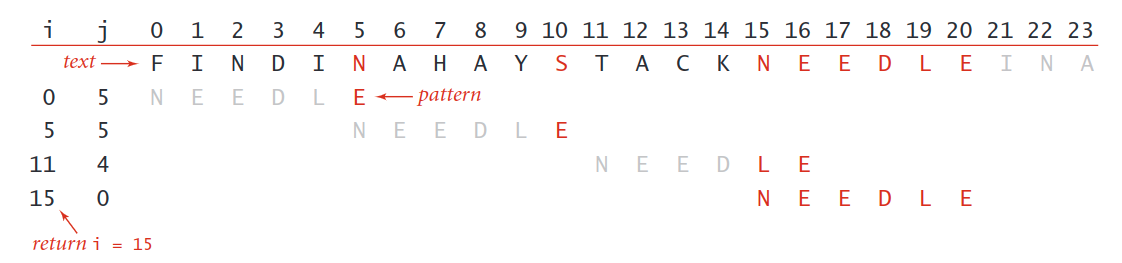 i j 0 1 2 3 4 5 6 7 8 9 10 11 12 13 14 15 16 17 18 19 20 21 22 23
text F I N D I N A H A Y S T A C K N E E D L E I N A
0 5 N E E D L E pattern
5 5 N E E D L E
11 4 N E E D L E
15 0 N E E D L E
return i = 15